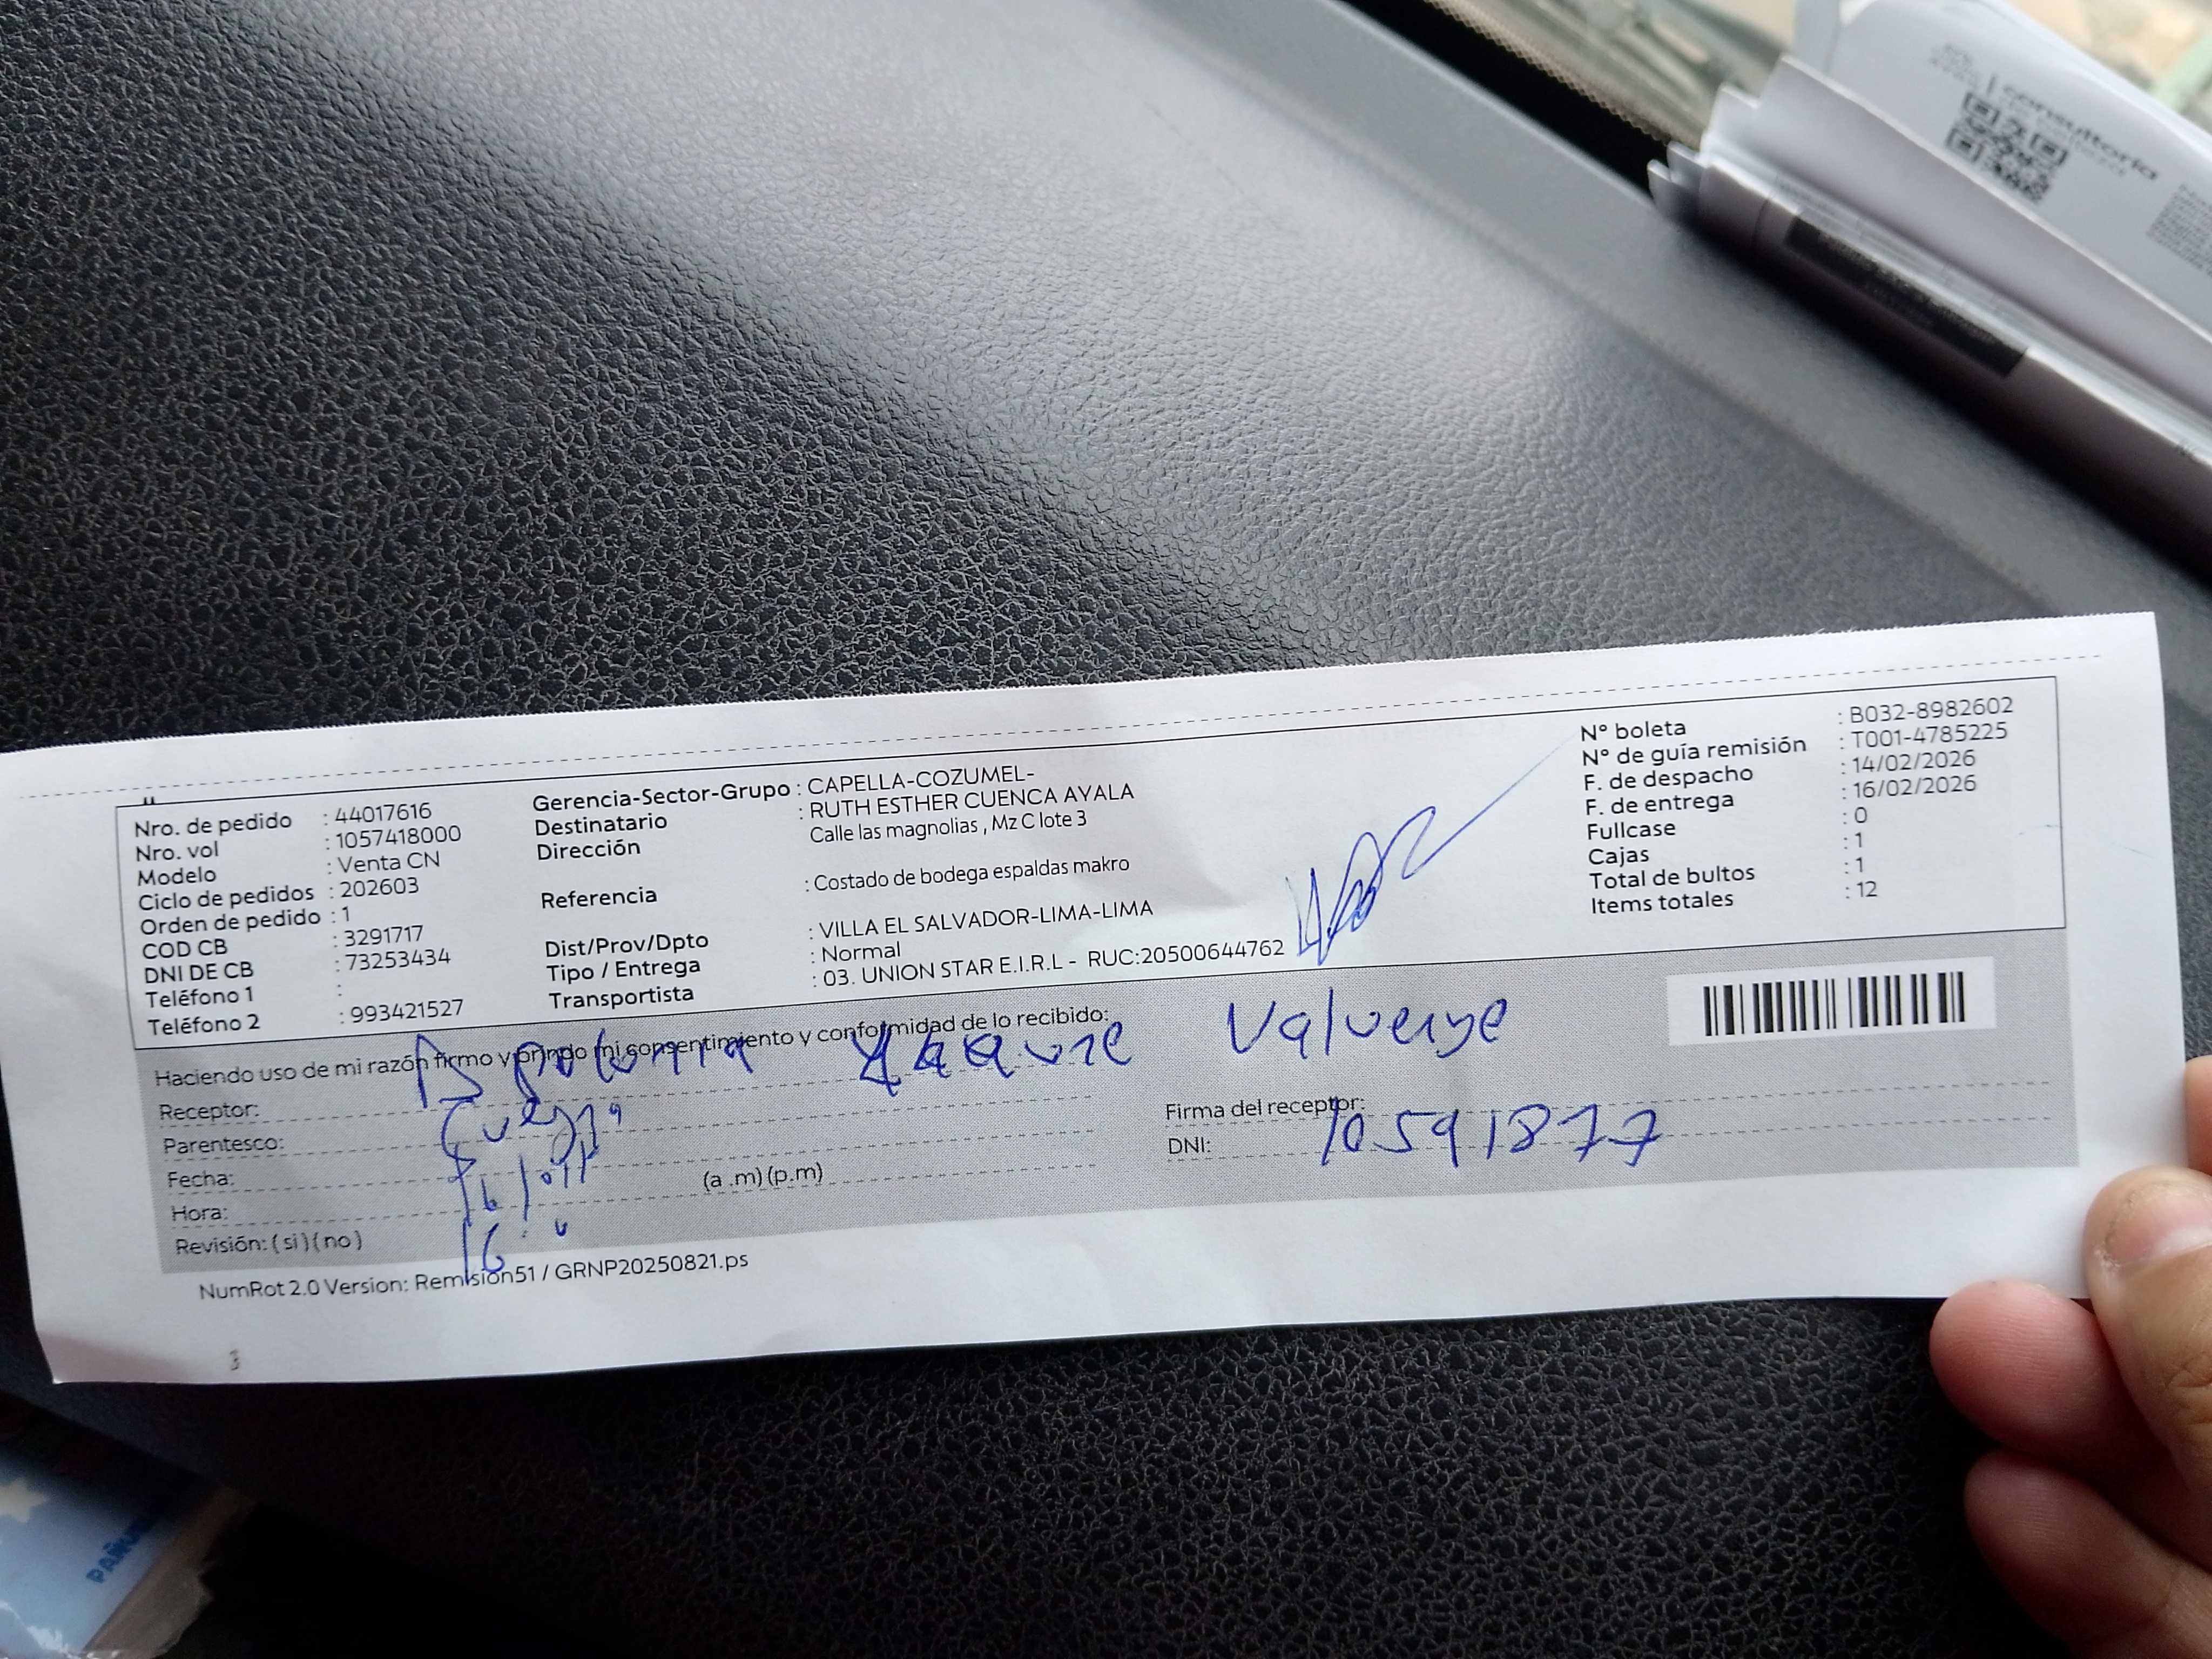 Nro. de pedido : 44017616
Nro. vol : 1057418000
Modelo : Venta CN
Ciclo de pedidos : 202603
Orden de pedido : 1
COD CB : 3291717
DNI DE CB : 73253434
Teléfono 1 :
Teléfono 2 : 993421527
Gerencia-Sector-Grupo : CAPELLA-COZUMEL-
Destinatario : RUTH ESTHER CUENCA AYALA
Dirección Calle las magnolias , Mz C lote 3
Referencia : Costado de bodega espaldas makro
Dist/Prov/Dpto : VILLA EL SALVADOR-LIMA-LIMA
Tipo / Entrega : Normal
Transportista : 03. UNION STAR E.I.R.L - RUC:20500644762
N° boleta : B032-8982602
N° de guía remisión : T001-4785225
F. de despacho : 14/02/2026
F. de entrega : 16/02/2026
Fullcase : 0
Cajas : 1
Total de bultos : 1
Items totales : 12
Haciendo uso de mi razón firmo y brindo mi consentimiento y conformidad de lo recibido:
Receptor:
Parentesco: Suegra
Fecha:
Hora: (a .m) (p.m)
Revisión: ( si ) ( no )
Firma del receptor:
DNI: 10591877
NumRot 2.0 Version: Remision51 / GRNP20250821.ps
3
consultoría